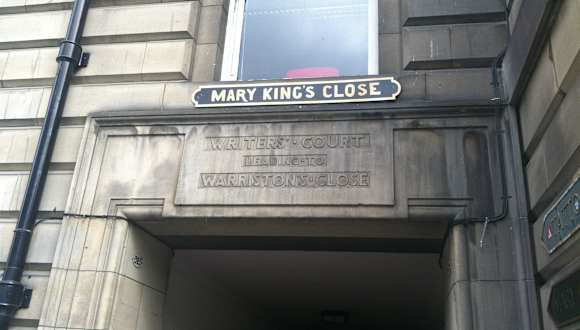 MARY KING'S CLOSE
WRITERS' · COURT
LEADING · TO
WARRISTON'S · CLOSE